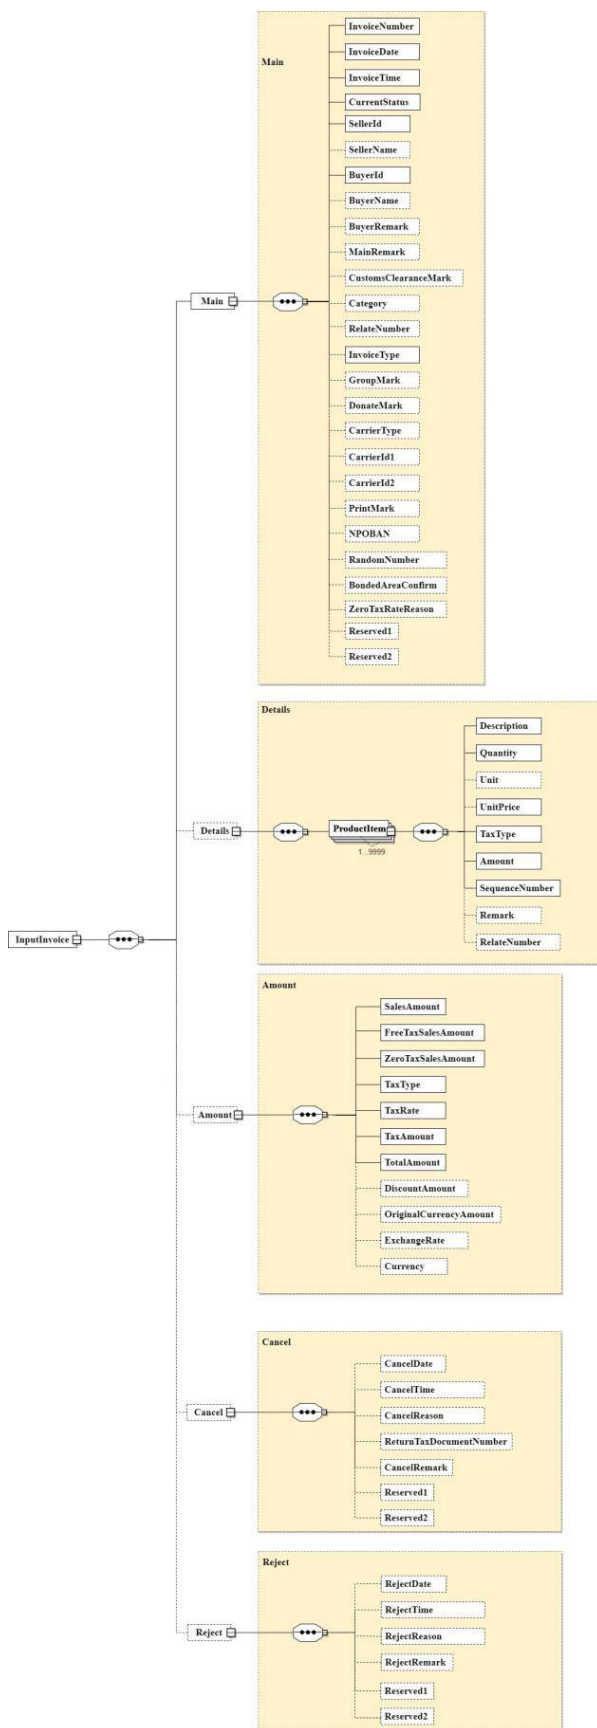 InputInvoice
Main
Main
InvoiceNumber
InvoiceDate
InvoiceTime
CurrentStatus
SellerId
SellerName
BuyerId
BuyerName
BuyerRemark
MainRemark
CustomsClearanceMark
Category
RelateNumber
InvoiceType
GroupMark
DonateMark
CarrierType
CarrierId1
CarrierId2
PrintMark
NPOBAN
RandomNumber
BondedAreaConfirm
ZeroTaxRateReason
Reserved1
Reserved2
Details
Details
ProductItem
1...9999
Description
Quantity
Unit
UnitPrice
TaxType
Amount
SequenceNumber
Remark
RelateNumber
Amount
Amount
SalesAmount
FreeTaxSalesAmount
ZeroTaxSalesAmount
TaxType
TaxRate
TaxAmount
TotalAmount
DiscountAmount
OriginalCurrencyAmount
ExchangeRate
Currency
Cancel
Cancel
CancelDate
CancelTime
CancelReason
ReturnTaxDocumentNumber
CancelRemark
Reserved1
Reserved2
Reject
Reject
RejectDate
RejectTime
RejectReason
RejectRemark
Reserved1
Reserved2